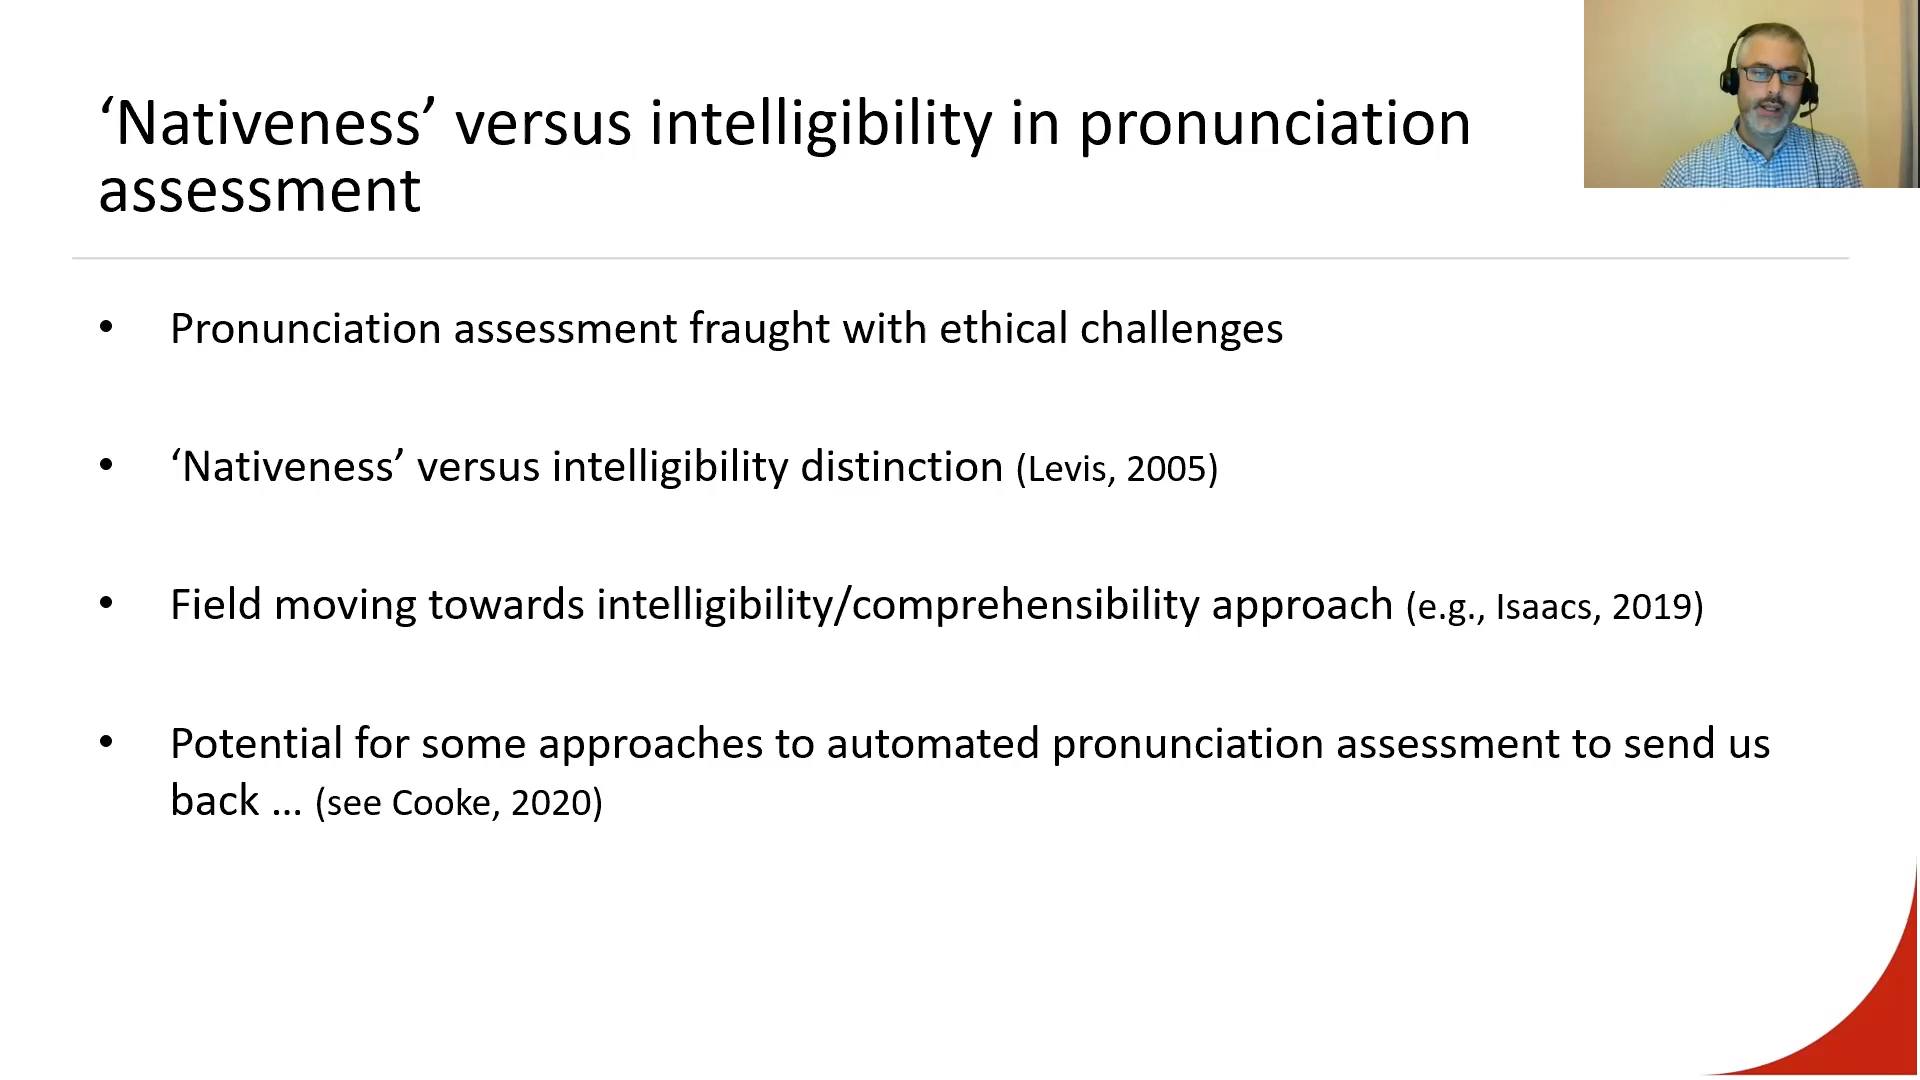 ‘Nativeness’ versus intelligibility in pronunciation
assessment
• Pronunciation assessment fraught with ethical challenges
• ‘Nativeness’ versus intelligibility distinction (Levis, 2005)
• Field moving towards intelligibility/comprehensibility approach (e.g., Isaacs, 2019)
• Potential for some approaches to automated pronunciation assessment to send us
back ... (see Cooke, 2020)